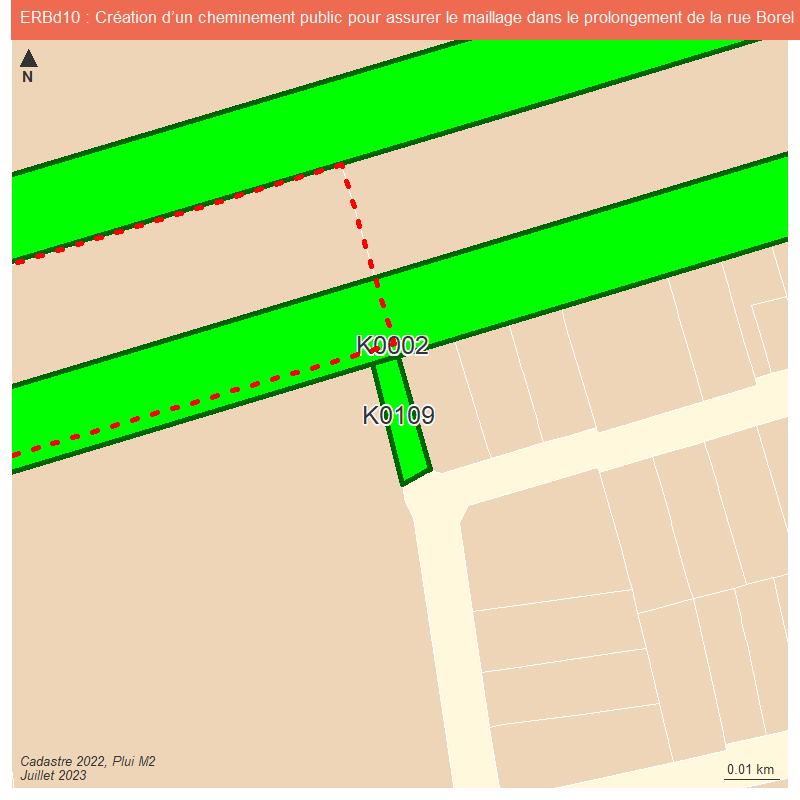 ERBd10 : Création d’un cheminement public pour assurer le maillage dans le prolongement de la rue Borel
N
K0002
K0109
Cadastre 2022, Plui M2
Juillet 2023
0.01 km